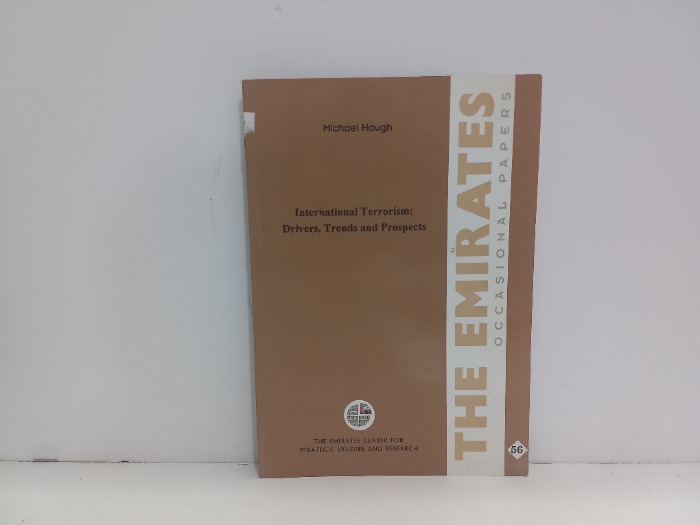 Michael Hough
International Terrorism:
Drivers, Trends and Prospects
THE EMIRATES CENTER FOR
STRATEGIC STUDIES AND RESEARCH
THE EMIRATES
OCCASIONAL PAPERS
56